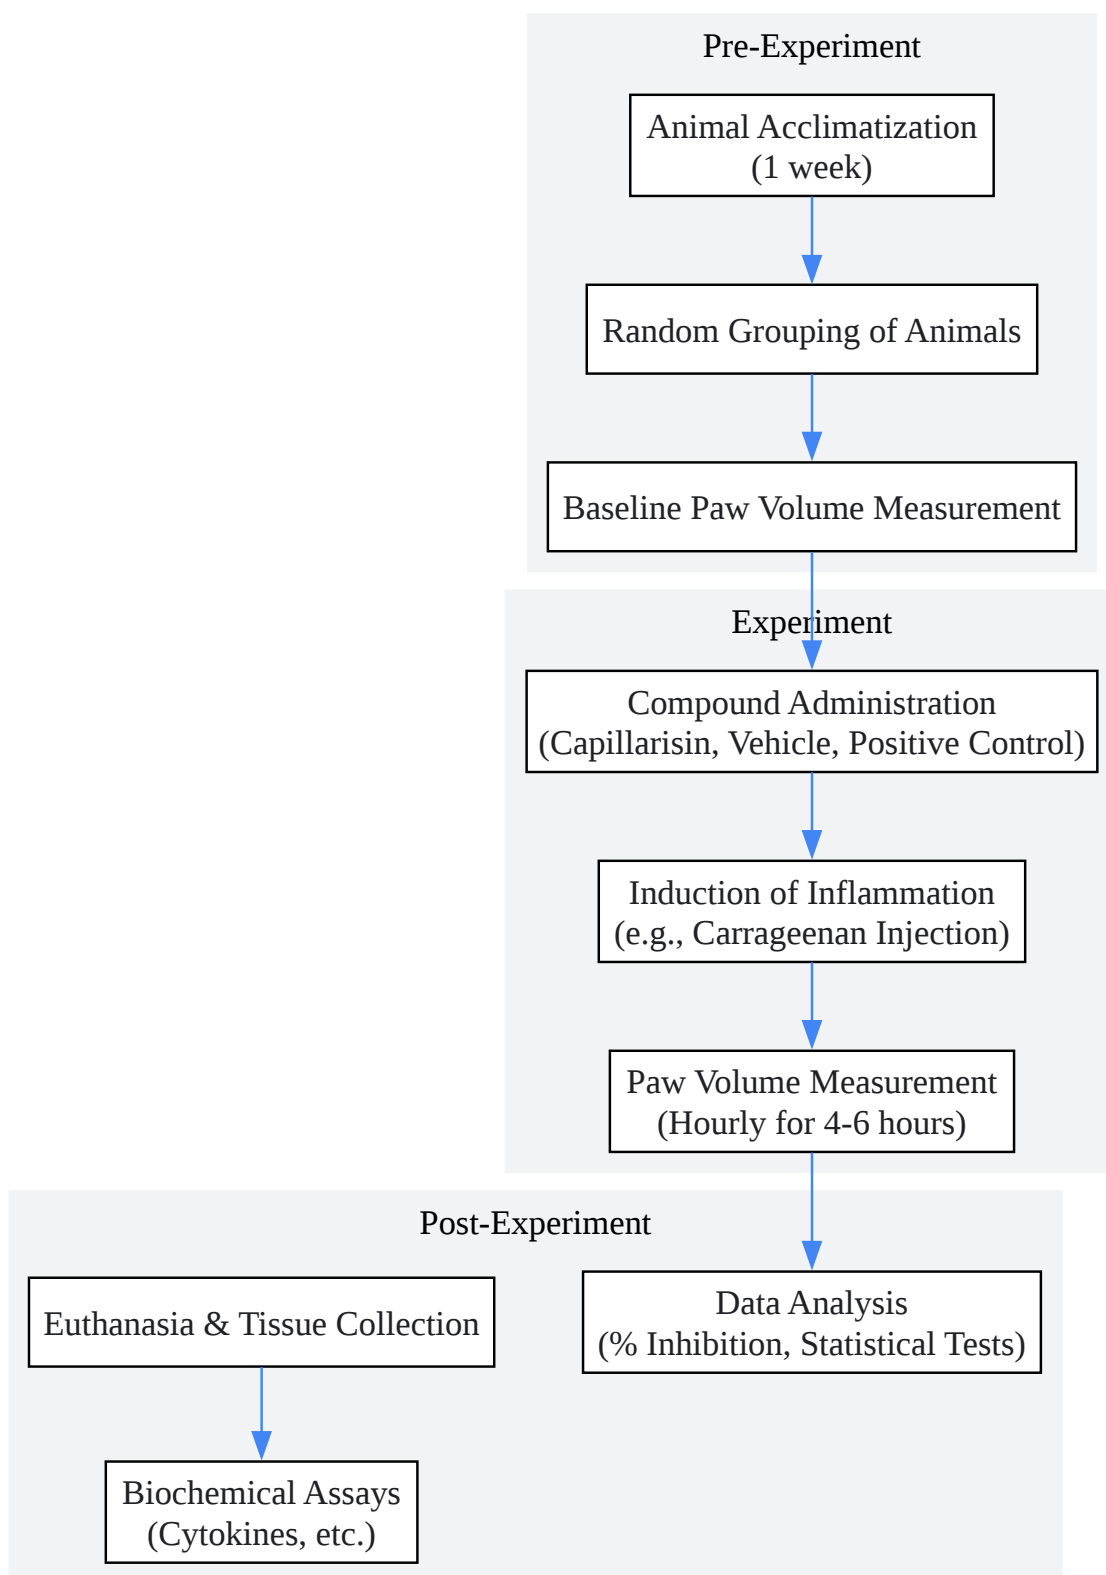 Pre-Experiment
Animal Acclimatization
(1 week)
Random Grouping of Animals
Baseline Paw Volume Measurement
Experiment
Compound Administration
(Capillarisin, Vehicle, Positive Control)
Induction of Inflammation
(e.g., Carrageenan Injection)
Paw Volume Measurement
(Hourly for 4-6 hours)
Post-Experiment
Euthanasia & Tissue Collection
Data Analysis
(% Inhibition, Statistical Tests)
Biochemical Assays
(Cytokines, etc.)